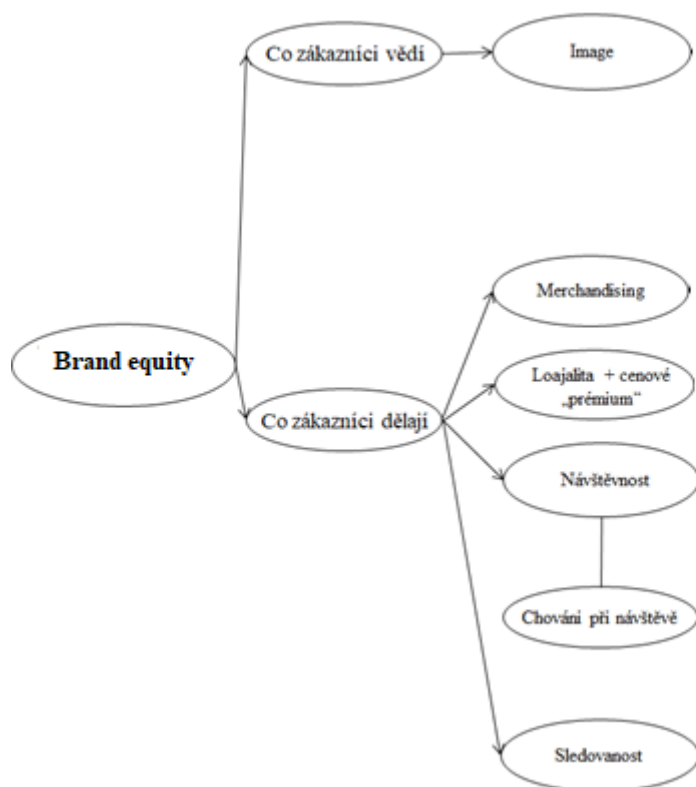 Co zákazníci vědí
Image
Merchandising
Brand equity
Loajalita + cenové
„prémium“
Co zákazníci dělají
Návštěvnost
Chování při návštěvě
Sledovanost